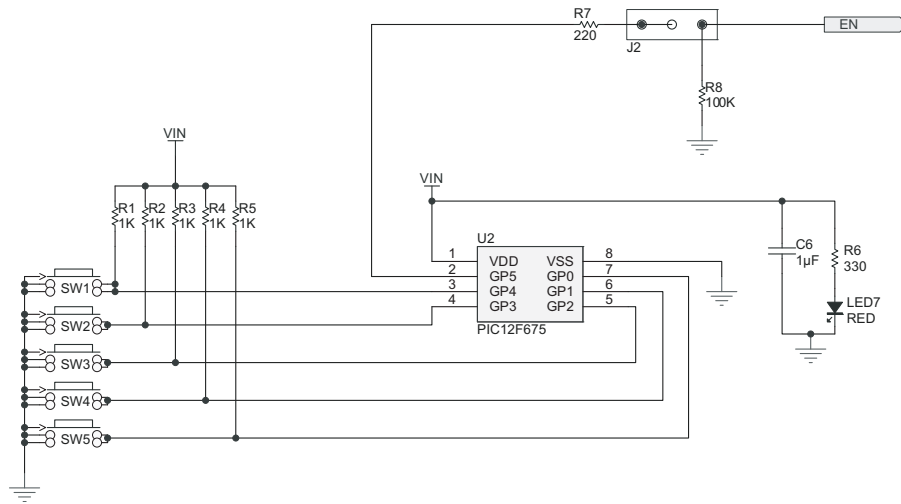 R7
220
J2
EN
R8
100K
VIN
R1
1K
R2
1K
R3
1K
R4
1K
R5
1K
VIN
U2
1 VDD VSS 8
2 GP5 GP0 7
3 GP4 GP1 6
4 GP3 GP2 5
PIC12F675
C6
1µF
R6
330
LED7
RED
SW1
SW2
SW3
SW4
SW5